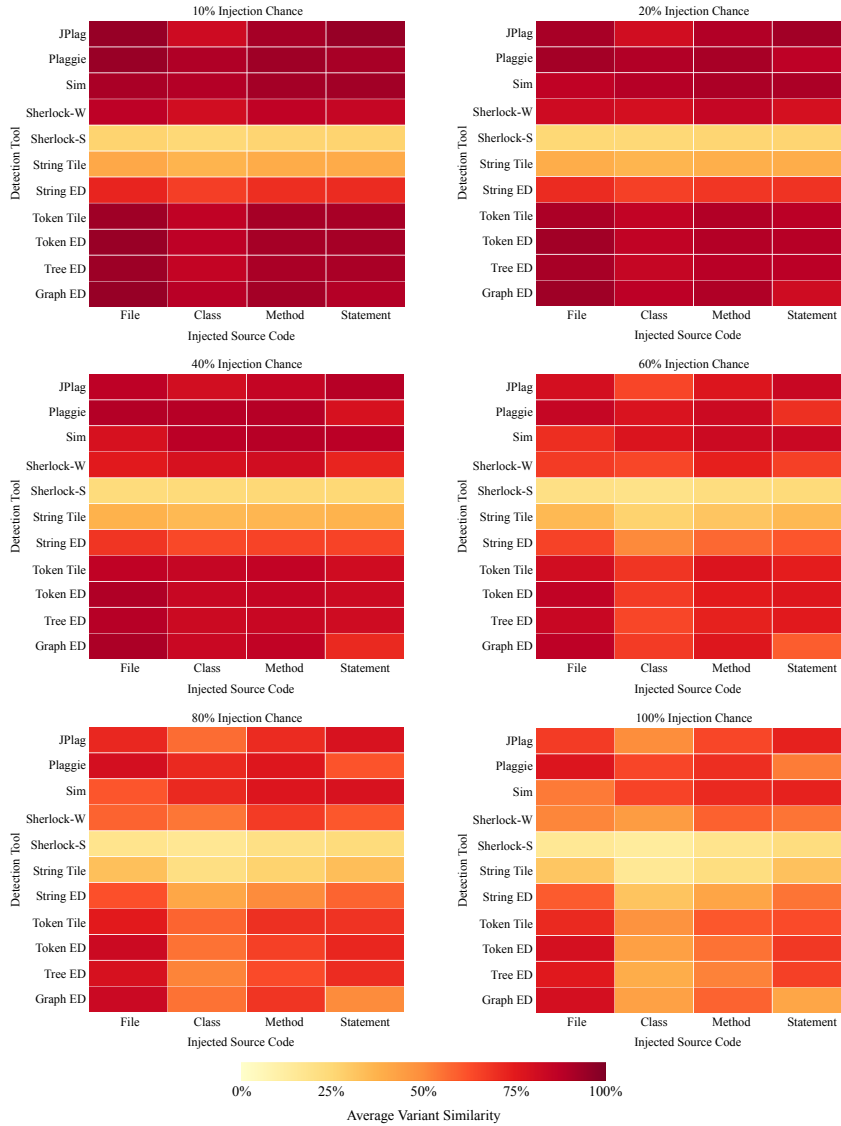 10% Injection Chance
Detection Tool
JPlag
Plaggie
Sim
Sherlock-W
Sherlock-S
String Tile
String ED
Token Tile
Token ED
Tree ED
Graph ED
File Class Method Statement
Injected Source Code
20% Injection Chance
Detection Tool
JPlag
Plaggie
Sim
Sherlock-W
Sherlock-S
String Tile
String ED
Token Tile
Token ED
Tree ED
Graph ED
File Class Method Statement
Injected Source Code
40% Injection Chance
Detection Tool
JPlag
Plaggie
Sim
Sherlock-W
Sherlock-S
String Tile
String ED
Token Tile
Token ED
Tree ED
Graph ED
File Class Method Statement
Injected Source Code
60% Injection Chance
Detection Tool
JPlag
Plaggie
Sim
Sherlock-W
Sherlock-S
String Tile
String ED
Token Tile
Token ED
Tree ED
Graph ED
File Class Method Statement
Injected Source Code
80% Injection Chance
Detection Tool
JPlag
Plaggie
Sim
Sherlock-W
Sherlock-S
String Tile
String ED
Token Tile
Token ED
Tree ED
Graph ED
File Class Method Statement
Injected Source Code
100% Injection Chance
Detection Tool
JPlag
Plaggie
Sim
Sherlock-W
Sherlock-S
String Tile
String ED
Token Tile
Token ED
Tree ED
Graph ED
File Class Method Statement
Injected Source Code
0% 25% 50% 75% 100%
Average Variant Similarity